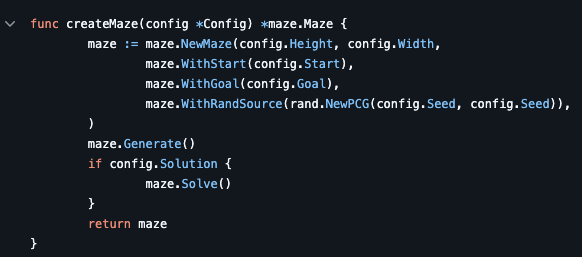 func createMaze(config *Config) *maze.Maze {
maze := maze.NewMaze(config.Height, config.Width,
maze.WithStart(config.Start),
maze.WithGoal(config.Goal),
maze.WithRandSource(rand.NewPCG(config.Seed, config.Seed)),
)
maze.Generate()
if config.Solution {
maze.Solve()
}
return maze
}